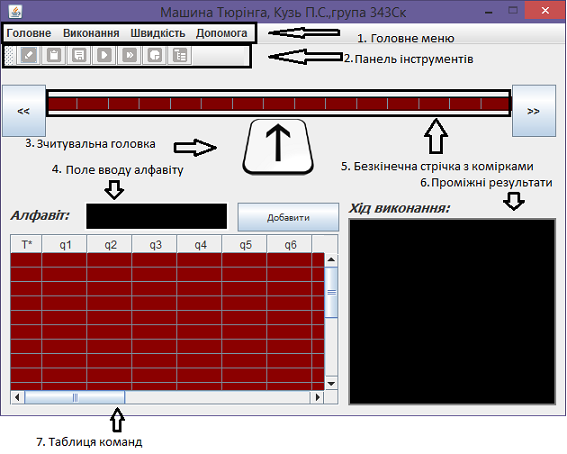 Машина Тюрінга, Кузь П.С.,група 343Ск
Головне Виконання Швидкість Допомога
1. Головне меню
2. Панель інструментів
<< >>
3. Зчитувальна головка
4. Поле вводу алфавіту
5. Безкінечна стрічка з комірками
6. Проміжні результати
Алфавіт: Добавити
Хід виконання:
T* q1 q2 q3 q4 q5 q6
7. Таблиця команд